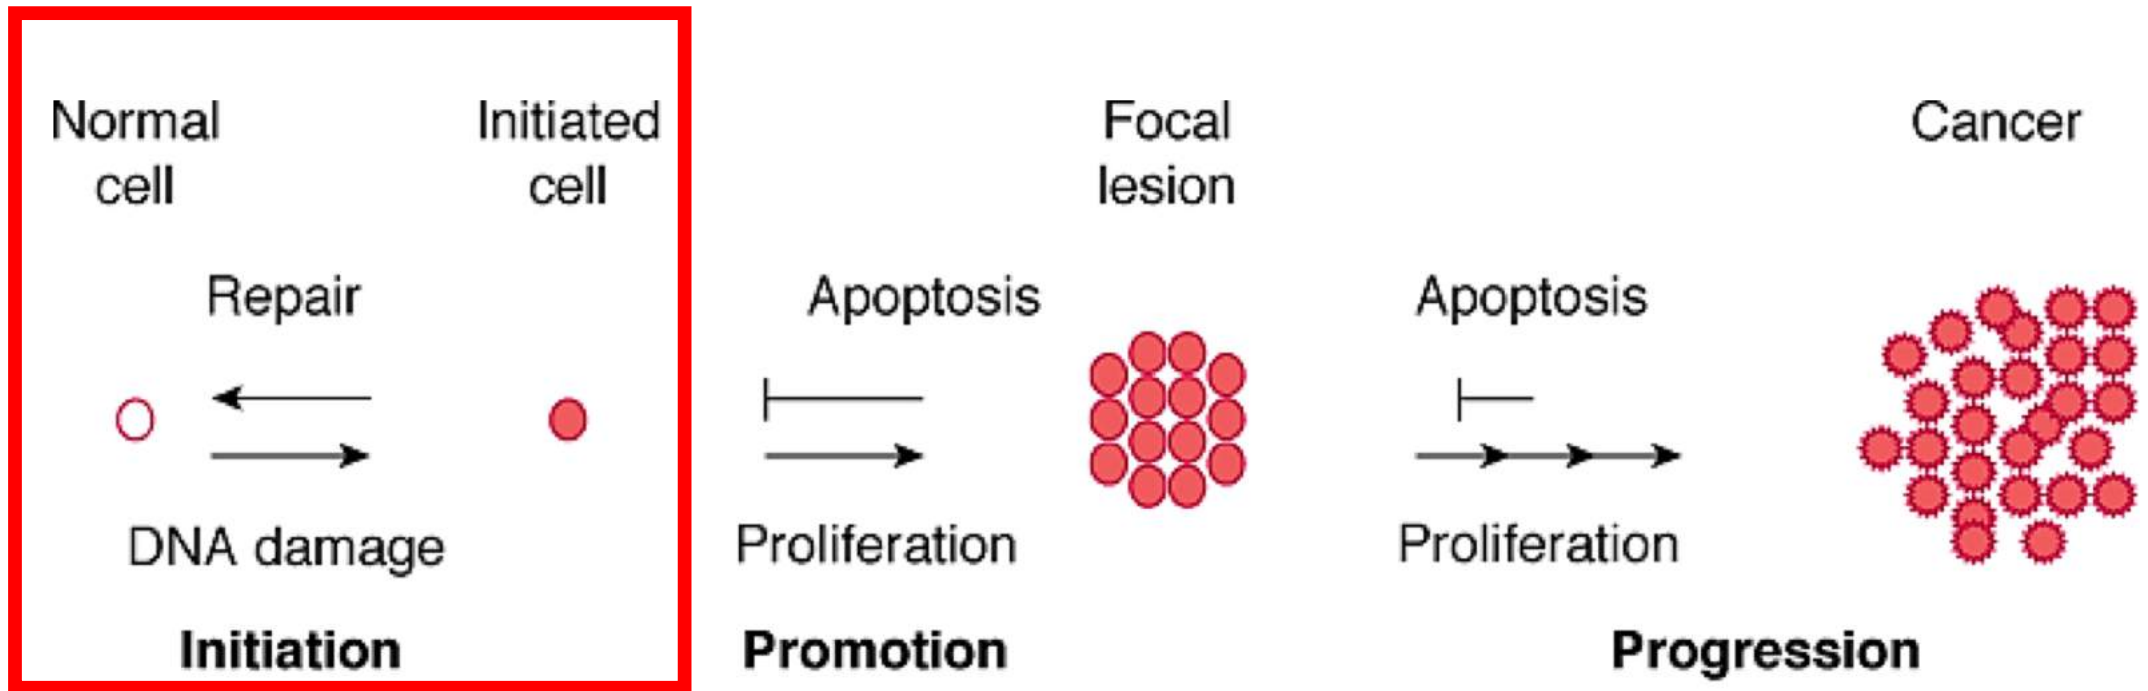 Normal
cell
Initiated
cell
Repair
DNA damage
Initiation
Focal
lesion
Apoptosis
Proliferation
Promotion
Cancer
Apoptosis
Proliferation
Progression